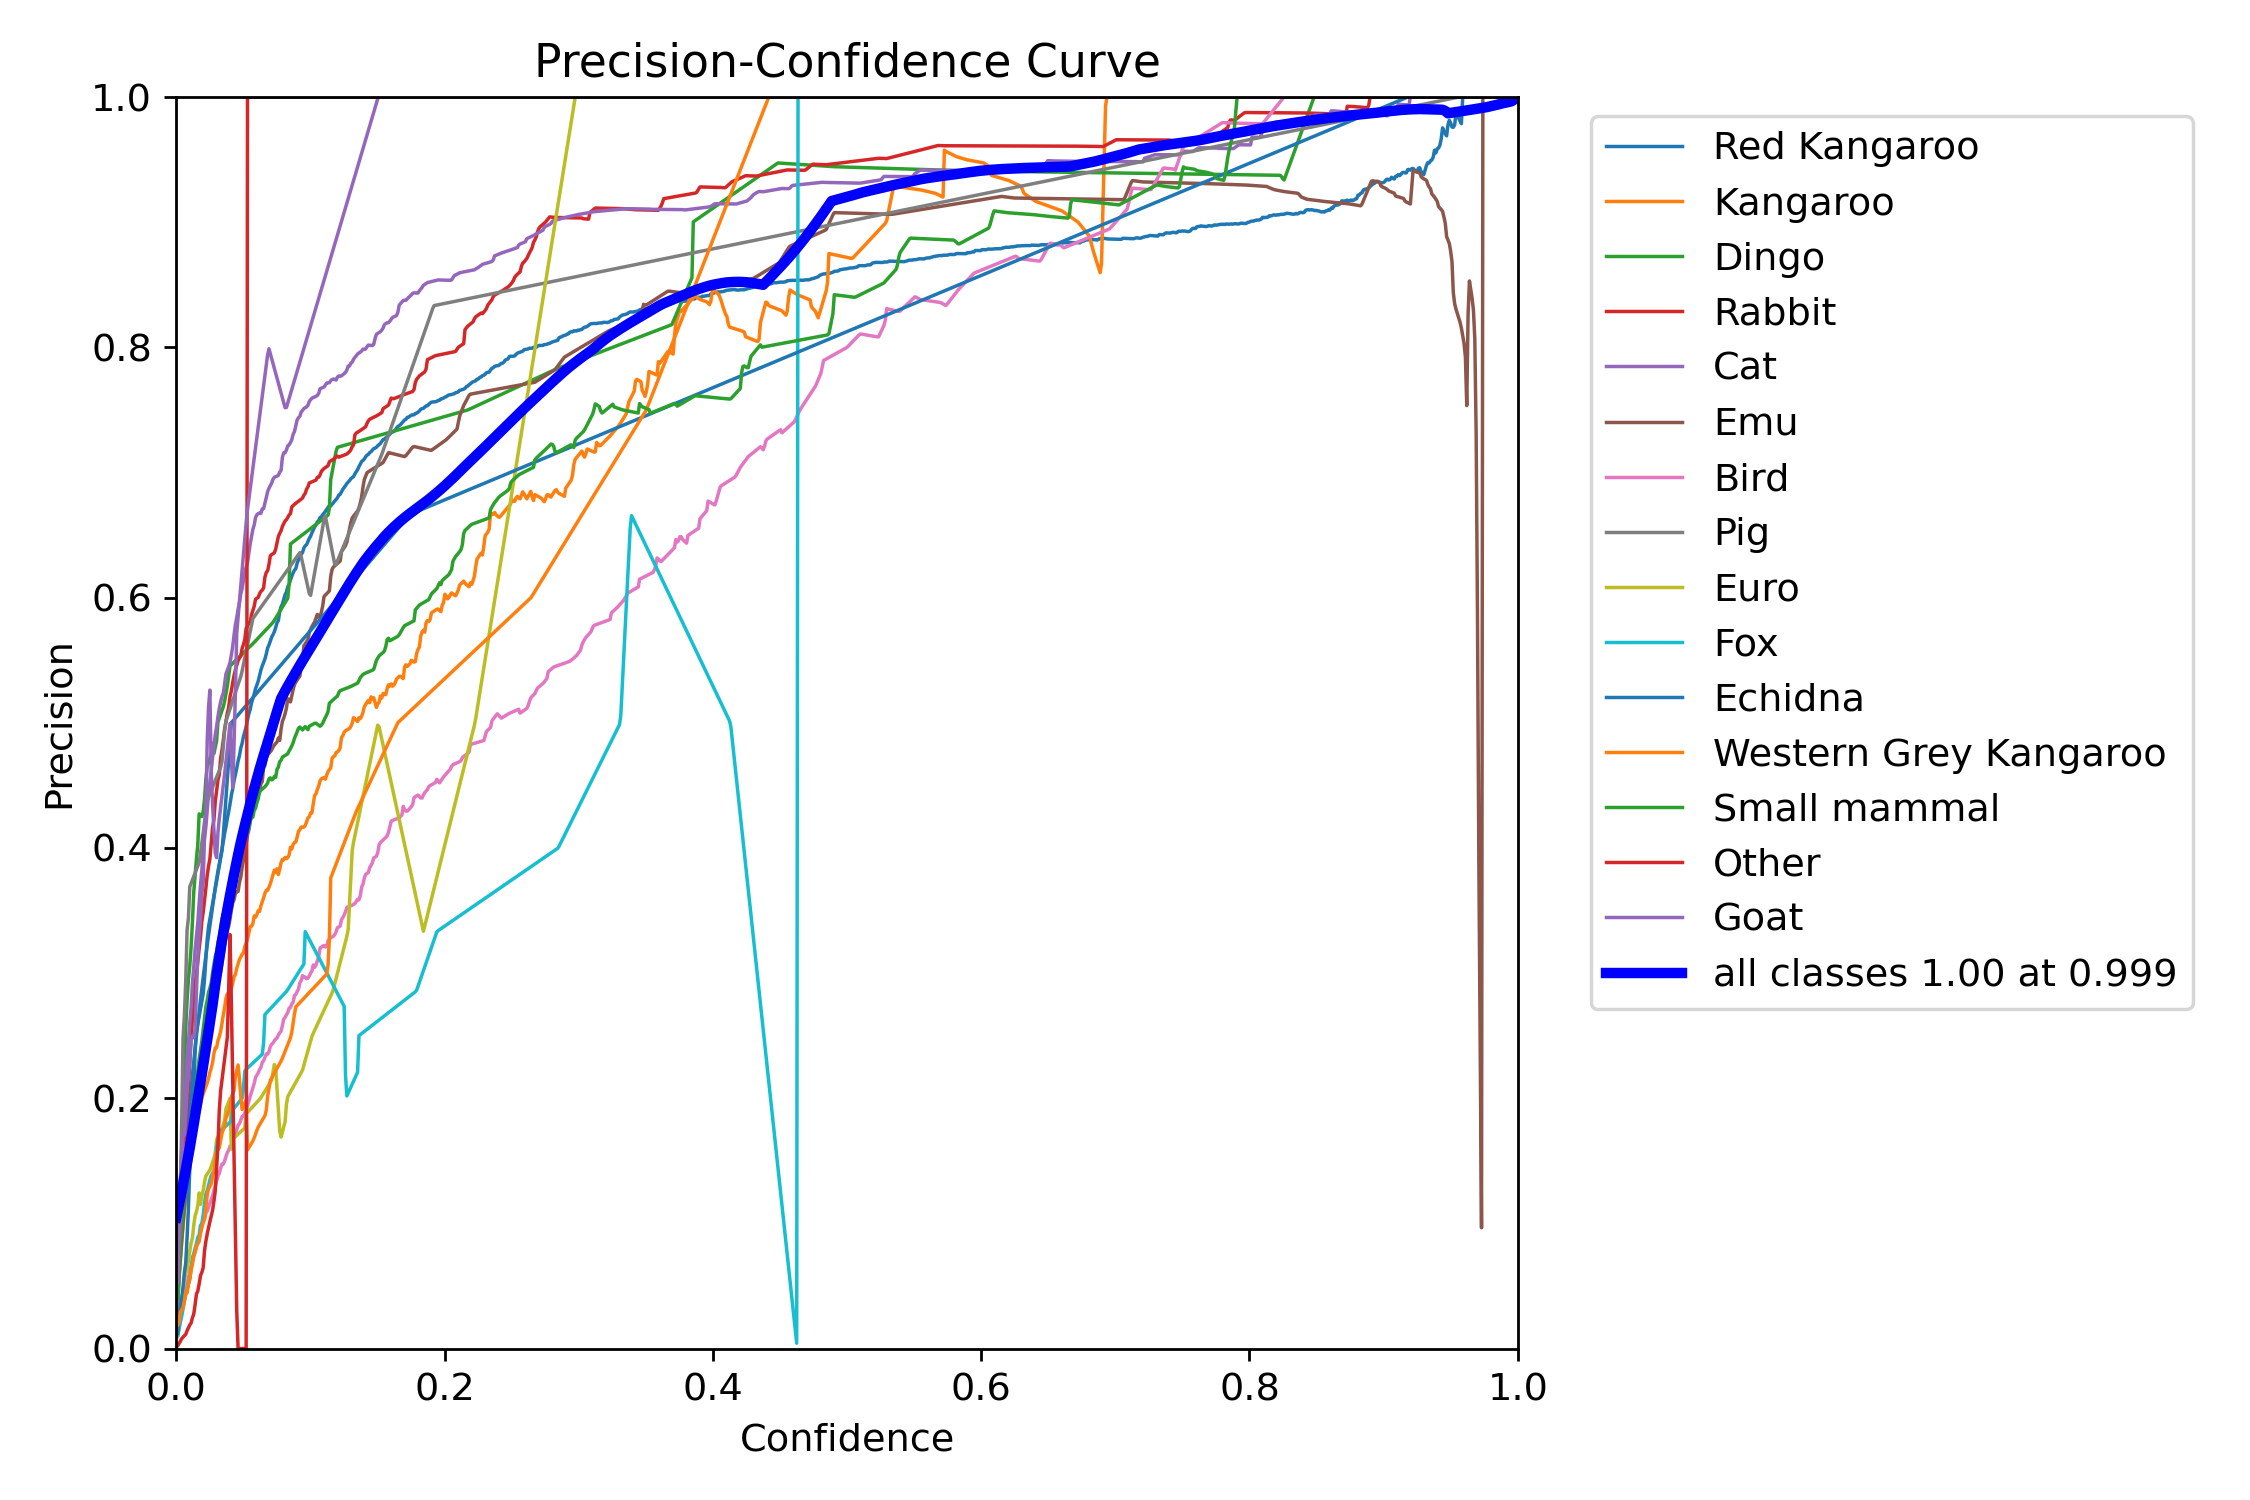 Precision-Confidence Curve
1.0
0.8
0.6
0.4
0.2
0.0
Precision
0.0 0.2 0.4 0.6 0.8 1.0
Confidence
Red Kangaroo
Kangaroo
Dingo
Rabbit
Cat
Emu
Bird
Pig
Euro
Fox
Echidna
Western Grey Kangaroo
Small mammal
Other
Goat
all classes 1.00 at 0.999